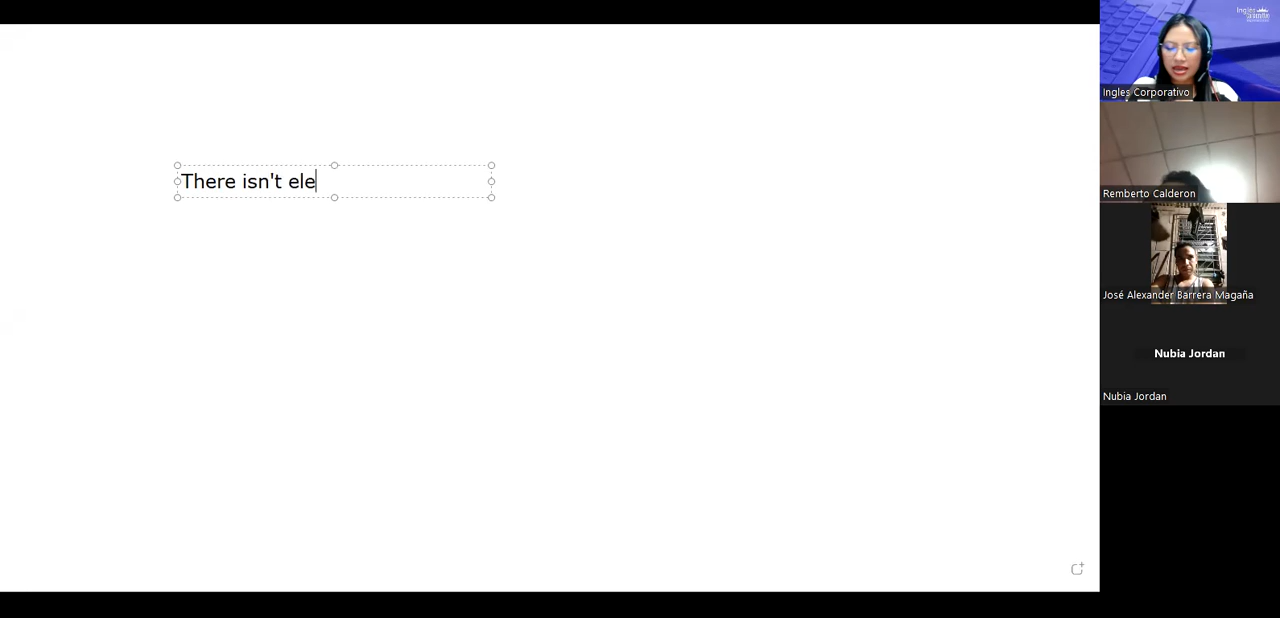 There isn't ele
Ingles Corporativo
Remberto Calderon
José Alexander Barrera Magaña
Nubia Jordan
Nubia Jordan